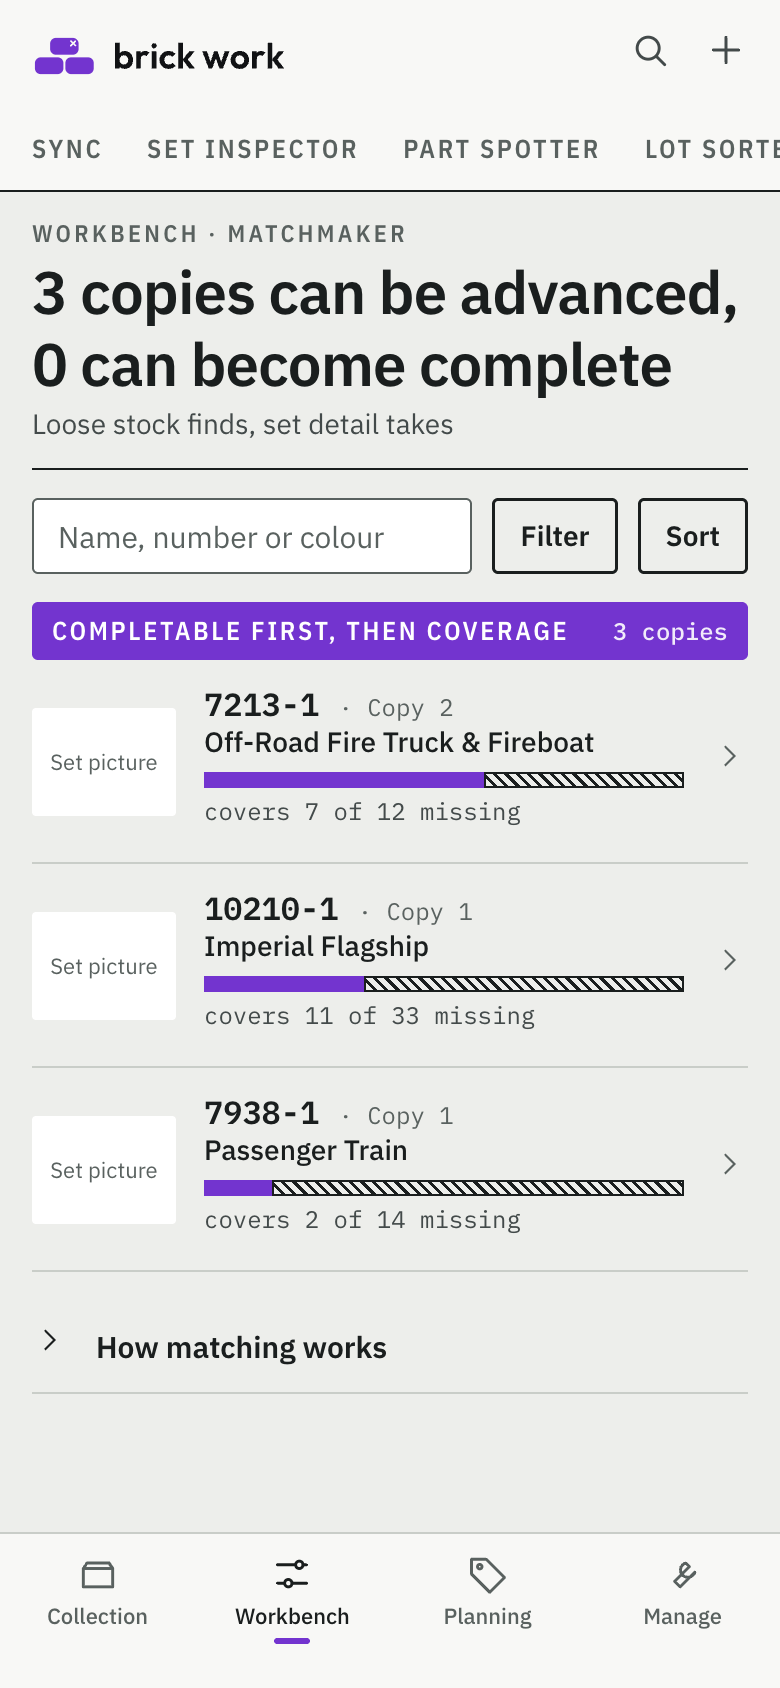 brick work
SYNC SET INSPECTOR PART SPOTTER LOT SORTE
WORKBENCH · MATCHMAKER
3 copies can be advanced,
0 can become complete
Loose stock finds, set detail takes
Name, number or colour Filter Sort
COMPLETABLE FIRST, THEN COVERAGE 3 copies
7213-1 · Copy 2
Set picture
Off-Road Fire Truck & Fireboat
covers 7 of 12 missing
10210-1 · Copy 1
Set picture
Imperial Flagship
covers 11 of 33 missing
7938-1 · Copy 1
Set picture
Passenger Train
covers 2 of 14 missing
How matching works
Collection Workbench Planning Manage